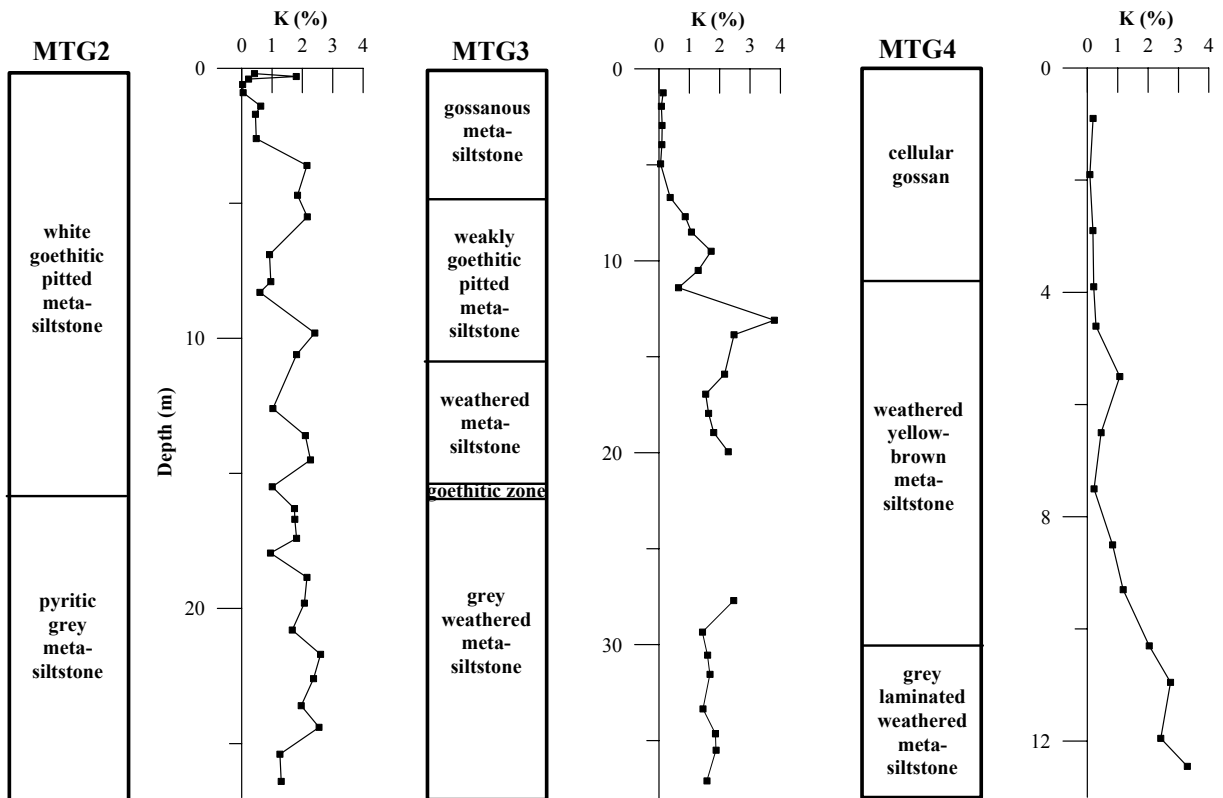 MTG2
white
goethitic
pitted
meta-
siltstone
pyritic
grey
meta-
siltstone
K (%)
0 1 2 3 4
0
10
20
Depth (m)
MTG3
gossanous
meta-
siltstone
weakly
goethitic
pitted
meta-
siltstone
weathered
meta-
siltstone
goethitic zone
grey
weathered
meta-
siltstone
K (%)
0 1 2 3 4
0
10
20
30
MTG4
cellular
gossan
weathered
yellow-
brown
meta-
siltstone
grey
laminated
weathered
meta-
siltstone
K (%)
0 1 2 3 4
0
4
8
12